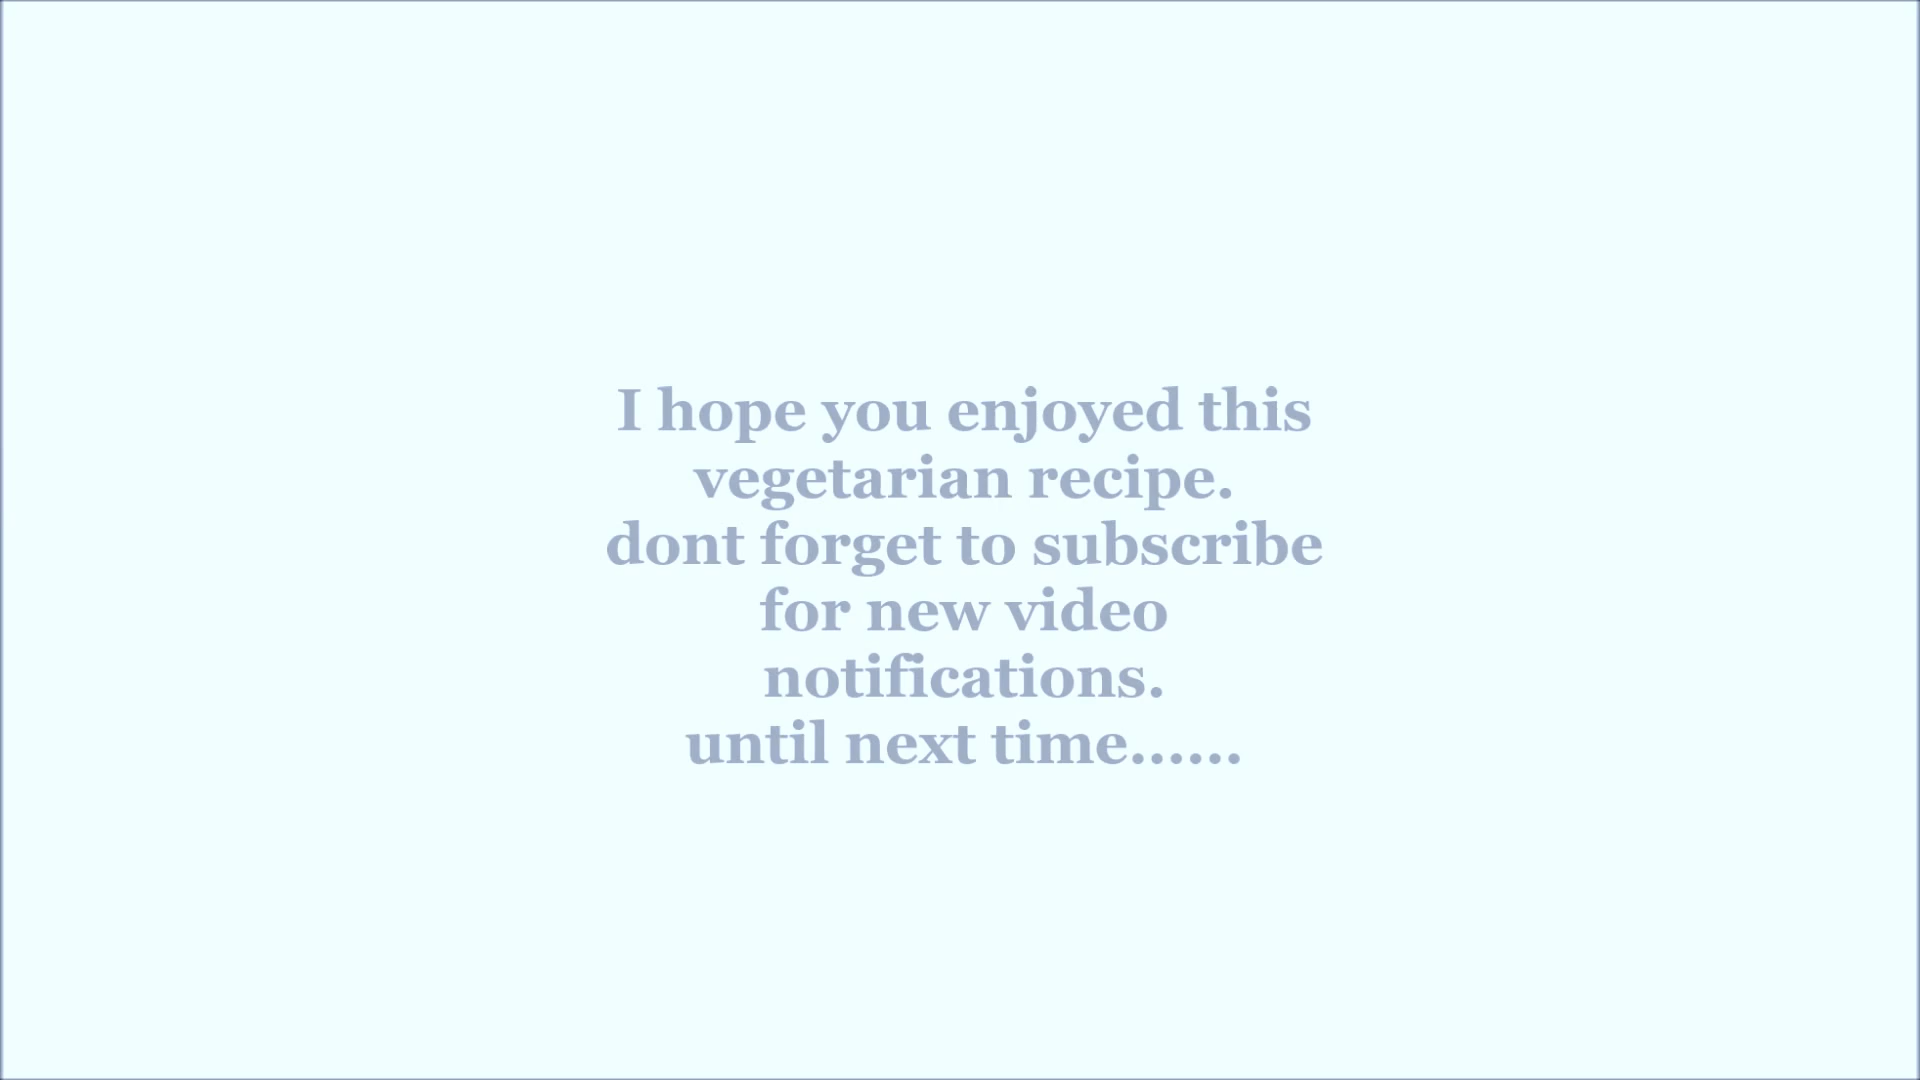 I hope you enjoyed this
vegetarian recipe.
dont forget to subscribe
for new video
notifications.
until next time......